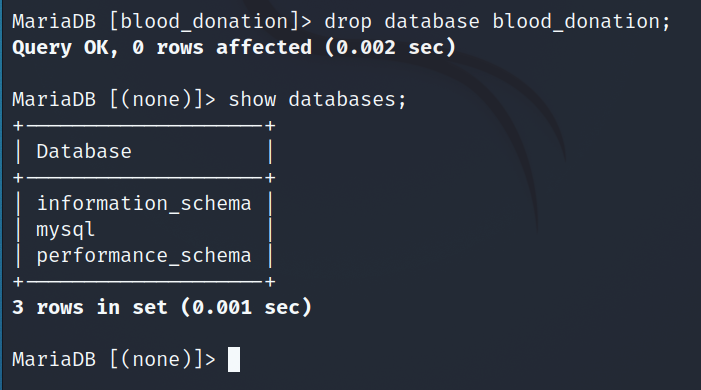 MariaDB [blood_donation]> drop database blood_donation;
Query OK, 0 rows affected (0.002 sec)
MariaDB [(none)]> show databases;
+--------------------+
| Database           |
+--------------------+
| information_schema |
| mysql              |
| performance_schema |
+--------------------+
3 rows in set (0.001 sec)
MariaDB [(none)]>